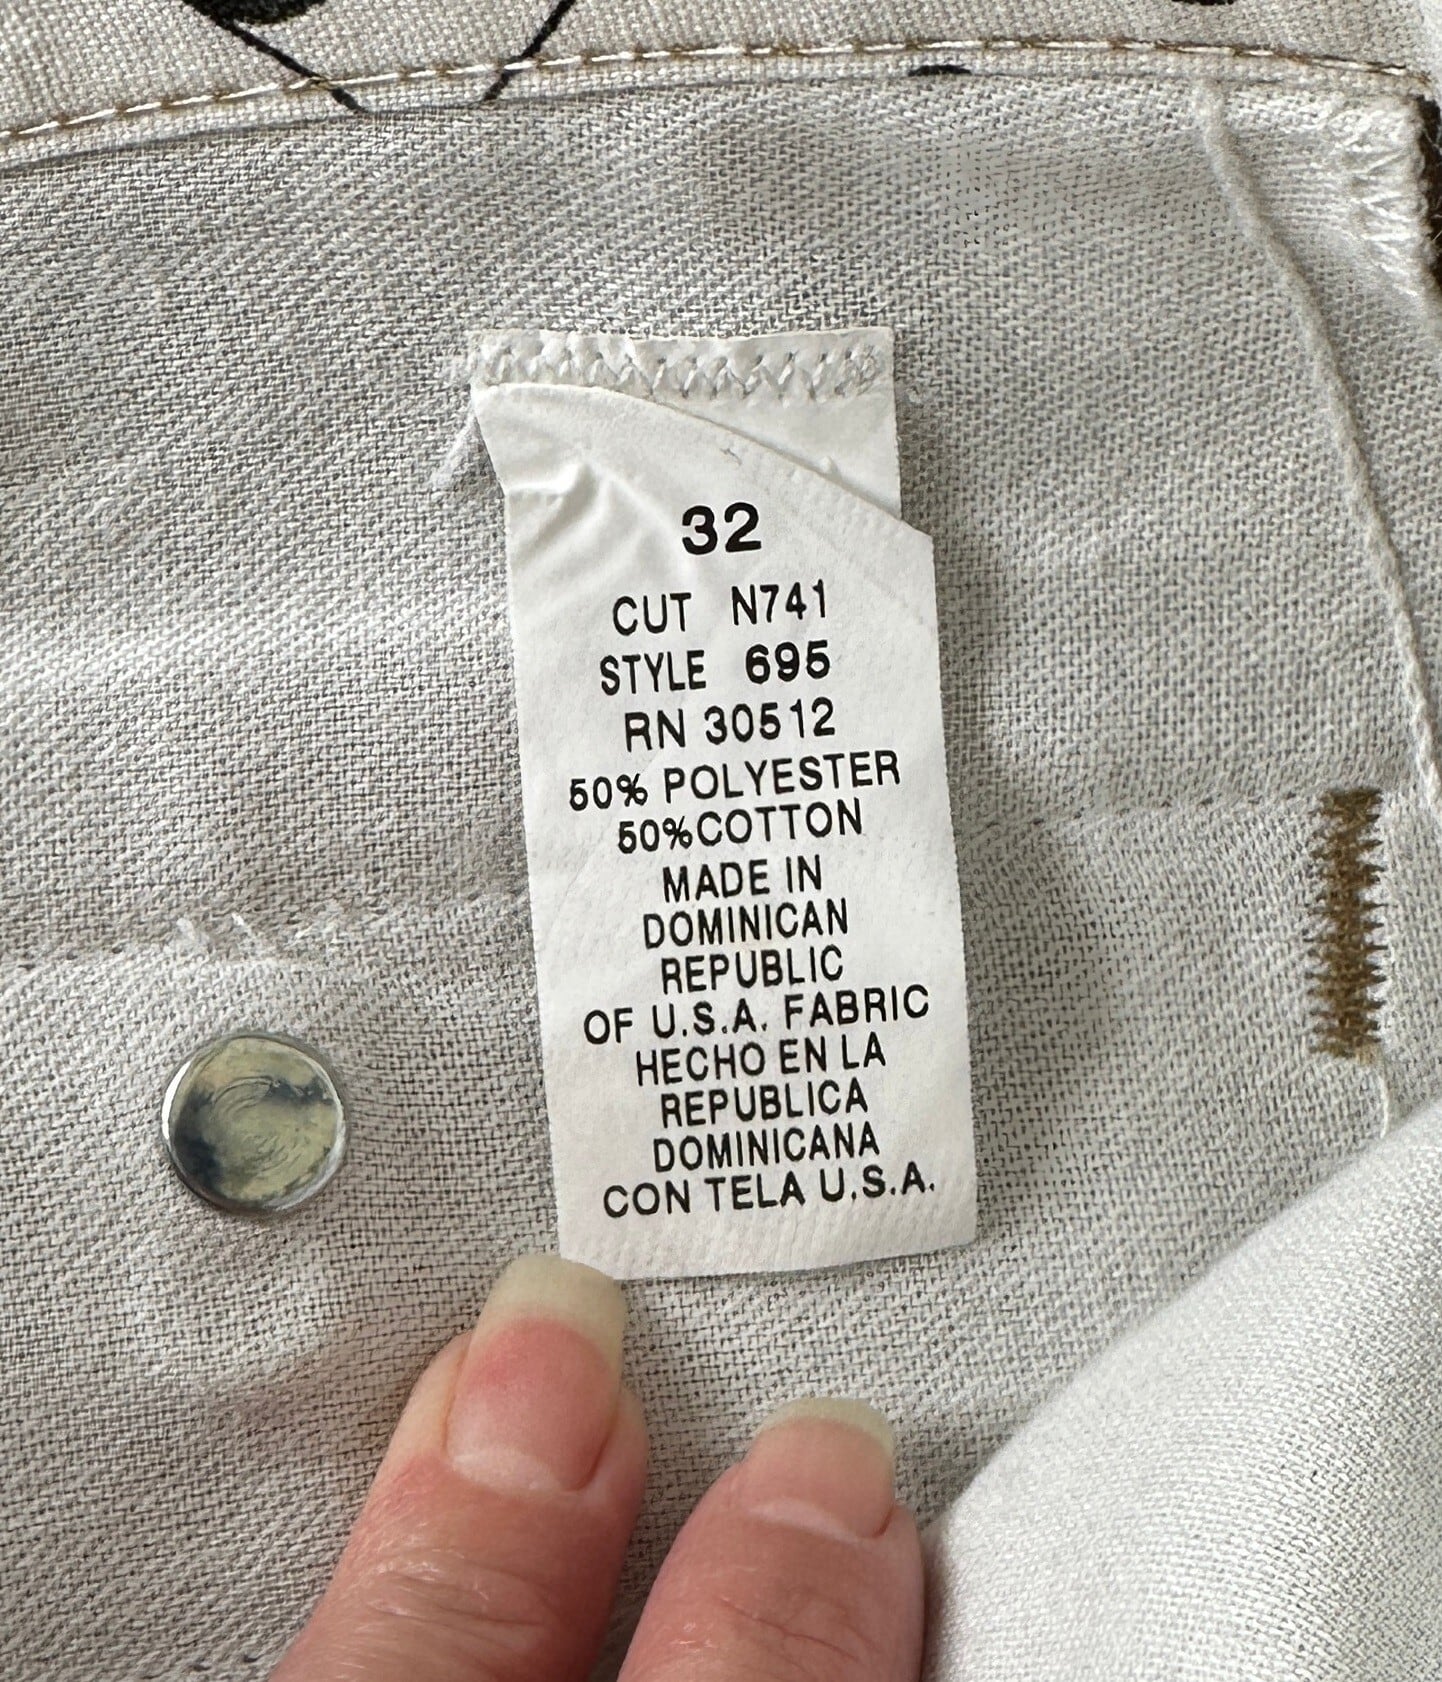 32
CUT N741
STYLE 695
RN 30512
50% POLYESTER
50%COTTON
MADE IN
DOMINICAN
REPUBLIC
OF U.S.A. FABRIC
HECHO EN LA
REPUBLICA
DOMINICANA
CON TELA U.S.A.